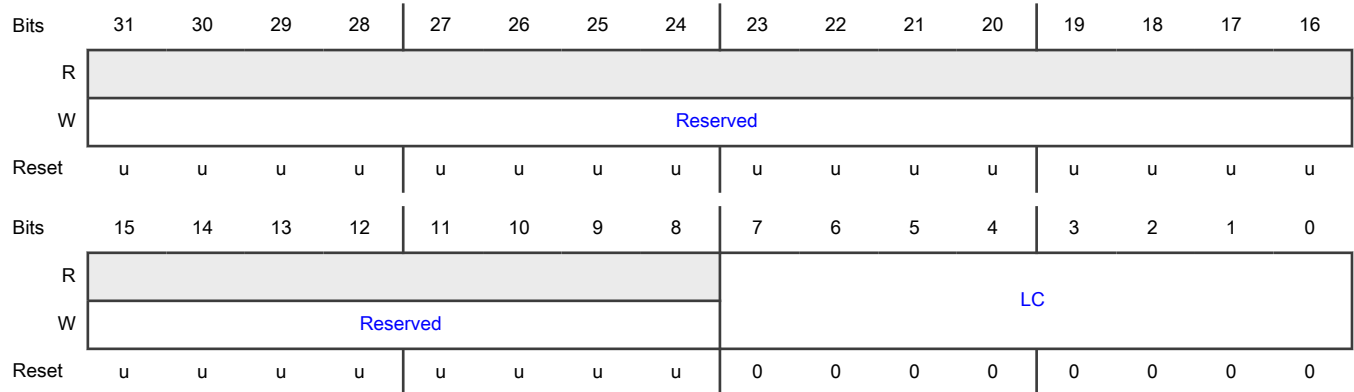 Bits 31 30 29 28 27 26 25 24 23 22 21 20 19 18 17 16
R
W Reserved
Reset u u u u u u u u u u u u u u u u
Bits 15 14 13 12 11 10 9 8 7 6 5 4 3 2 1 0
R
LC
W Reserved
Reset u u u u u u u u 0 0 0 0 0 0 0 0